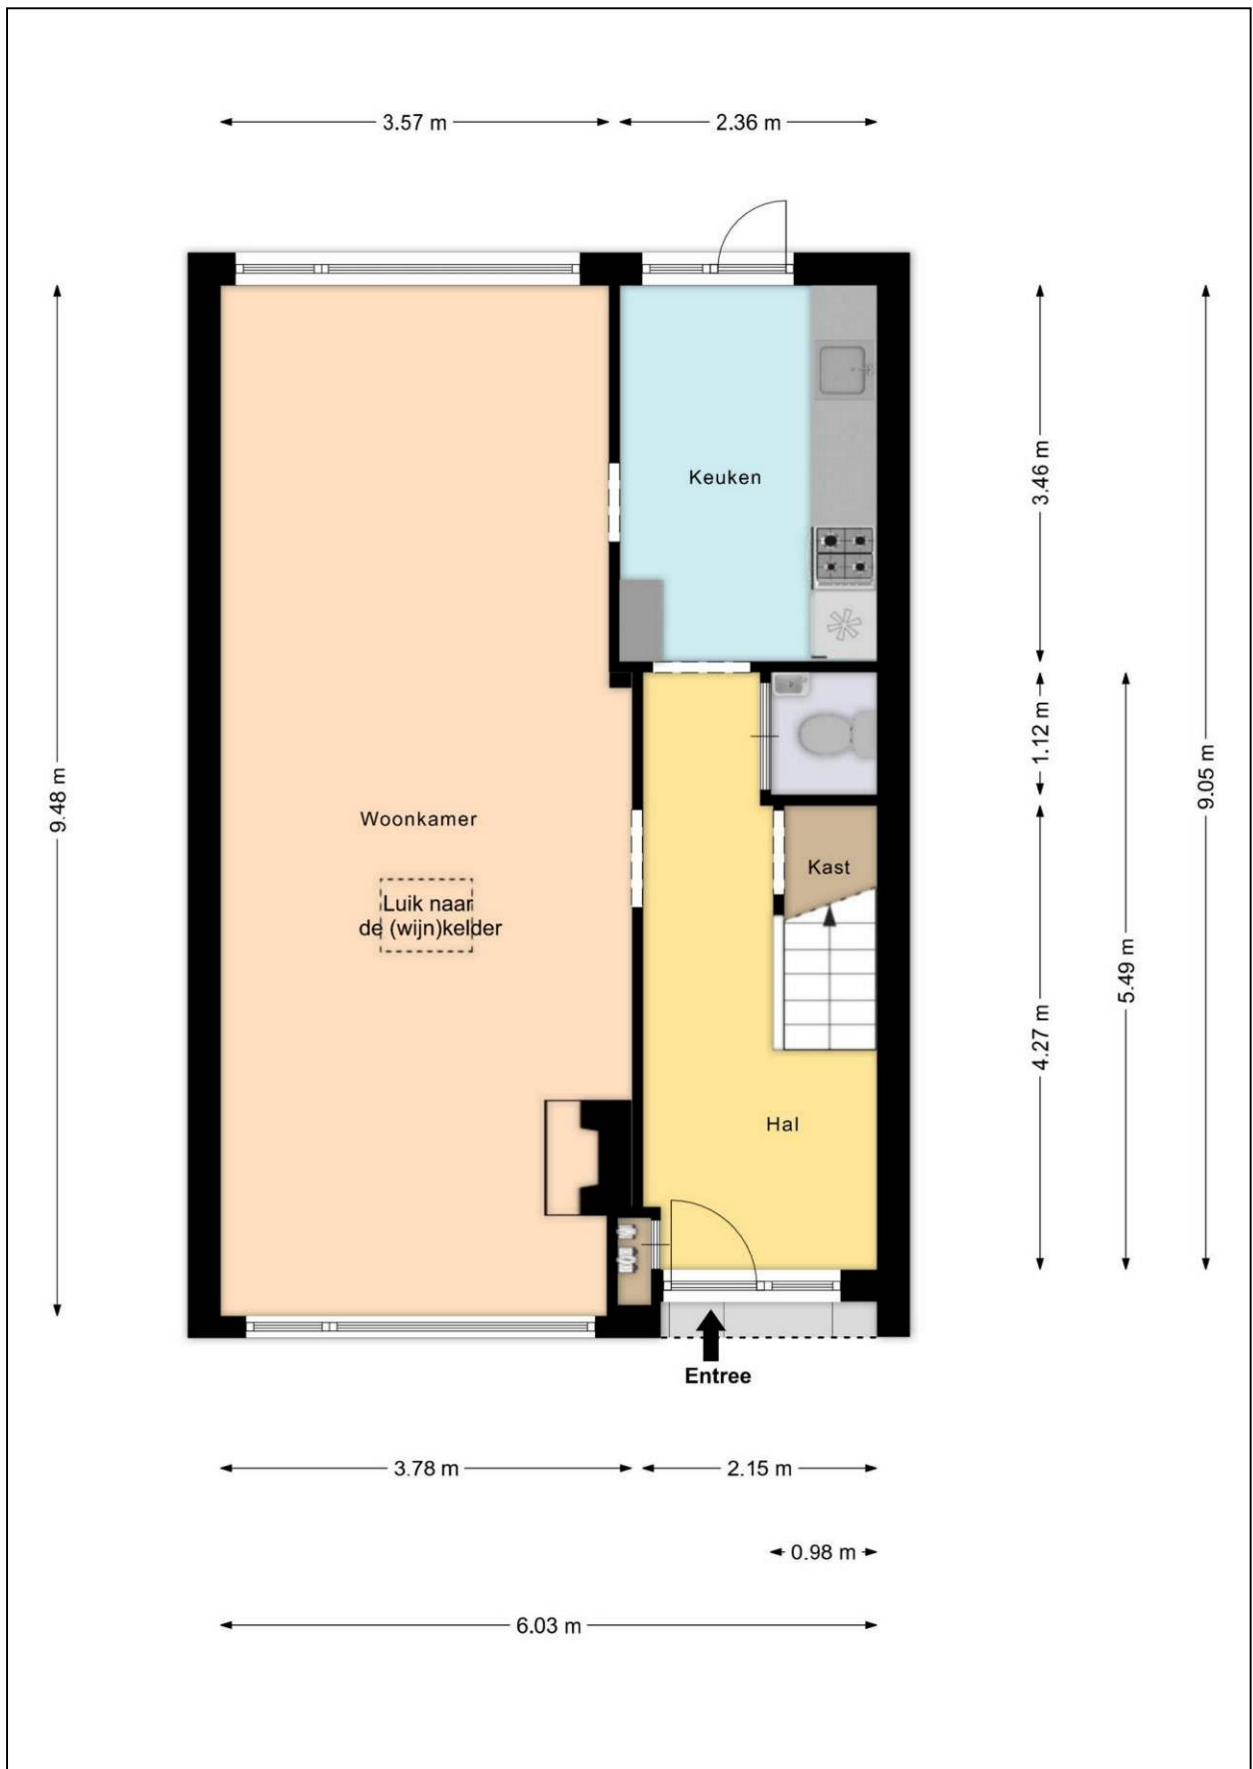 3.57 m
2.36 m
Keuken
3.46 m
1.12 m
9.05 m
9.48 m
Woonkamer
Kast
Luik naar
de (wijn)kelder
5.49 m
4.27 m
Hal
Entree
3.78 m
2.15 m
0.98 m
6.03 m